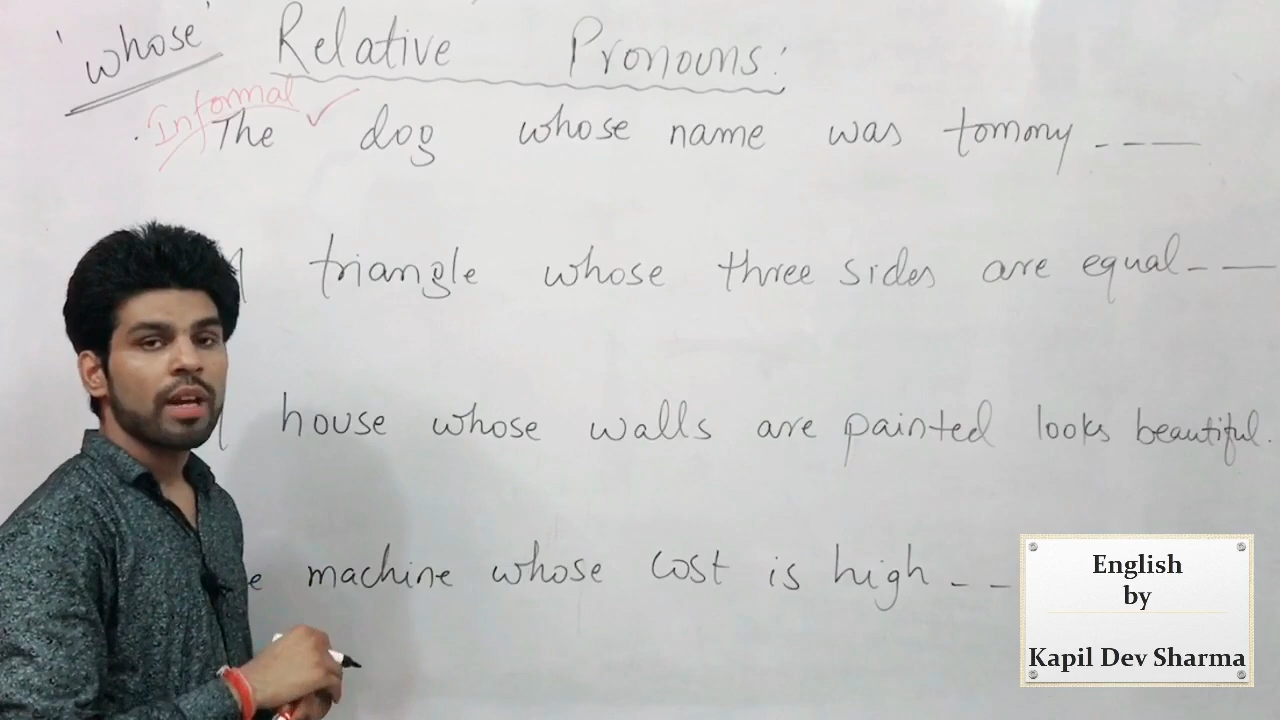 'whose' Relative Pronouns:
Informal
The dog whose name was tommy ---
triangle whose three sides are equal --
house whose walls are painted looks beautiful.
machine whose cost is high --
English
by
Kapil Dev Sharma